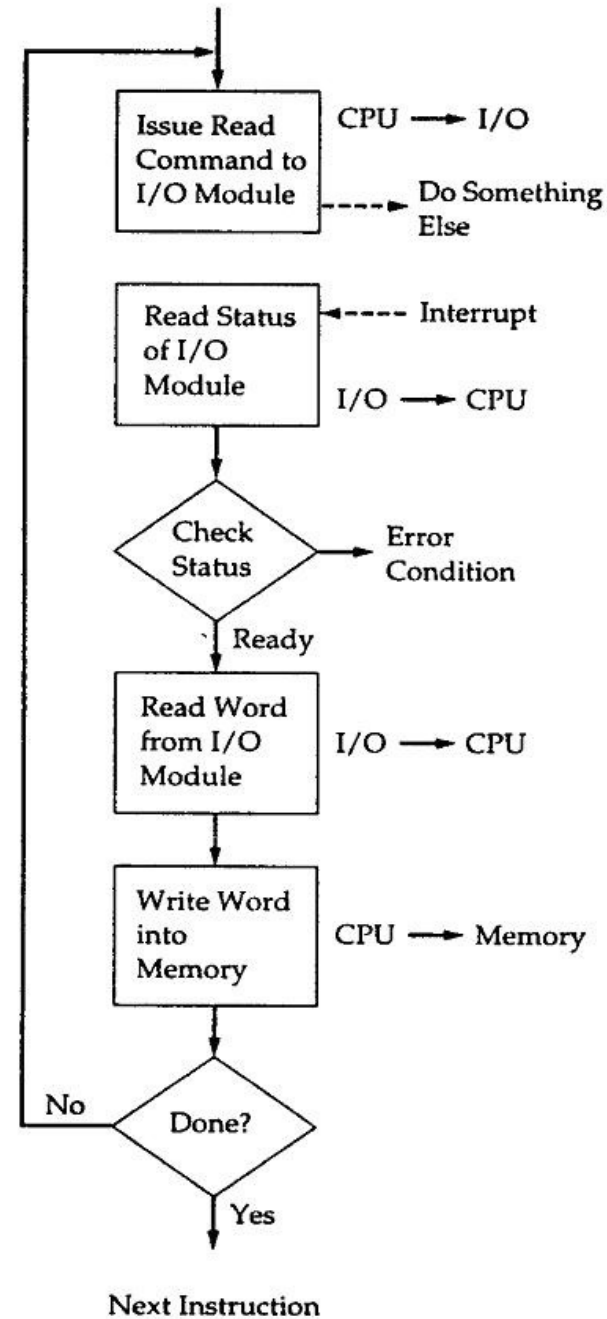 Issue Read
Command to
I/O Module
CPU → I/O
Do Something
Else
Read Status
of I/O
Module
Interrupt
I/O → CPU
Check
Status
Error
Condition
Ready
Read Word
from I/O
Module
I/O → CPU
Write Word
into
Memory
CPU → Memory
Done?
No
Yes
Next Instruction